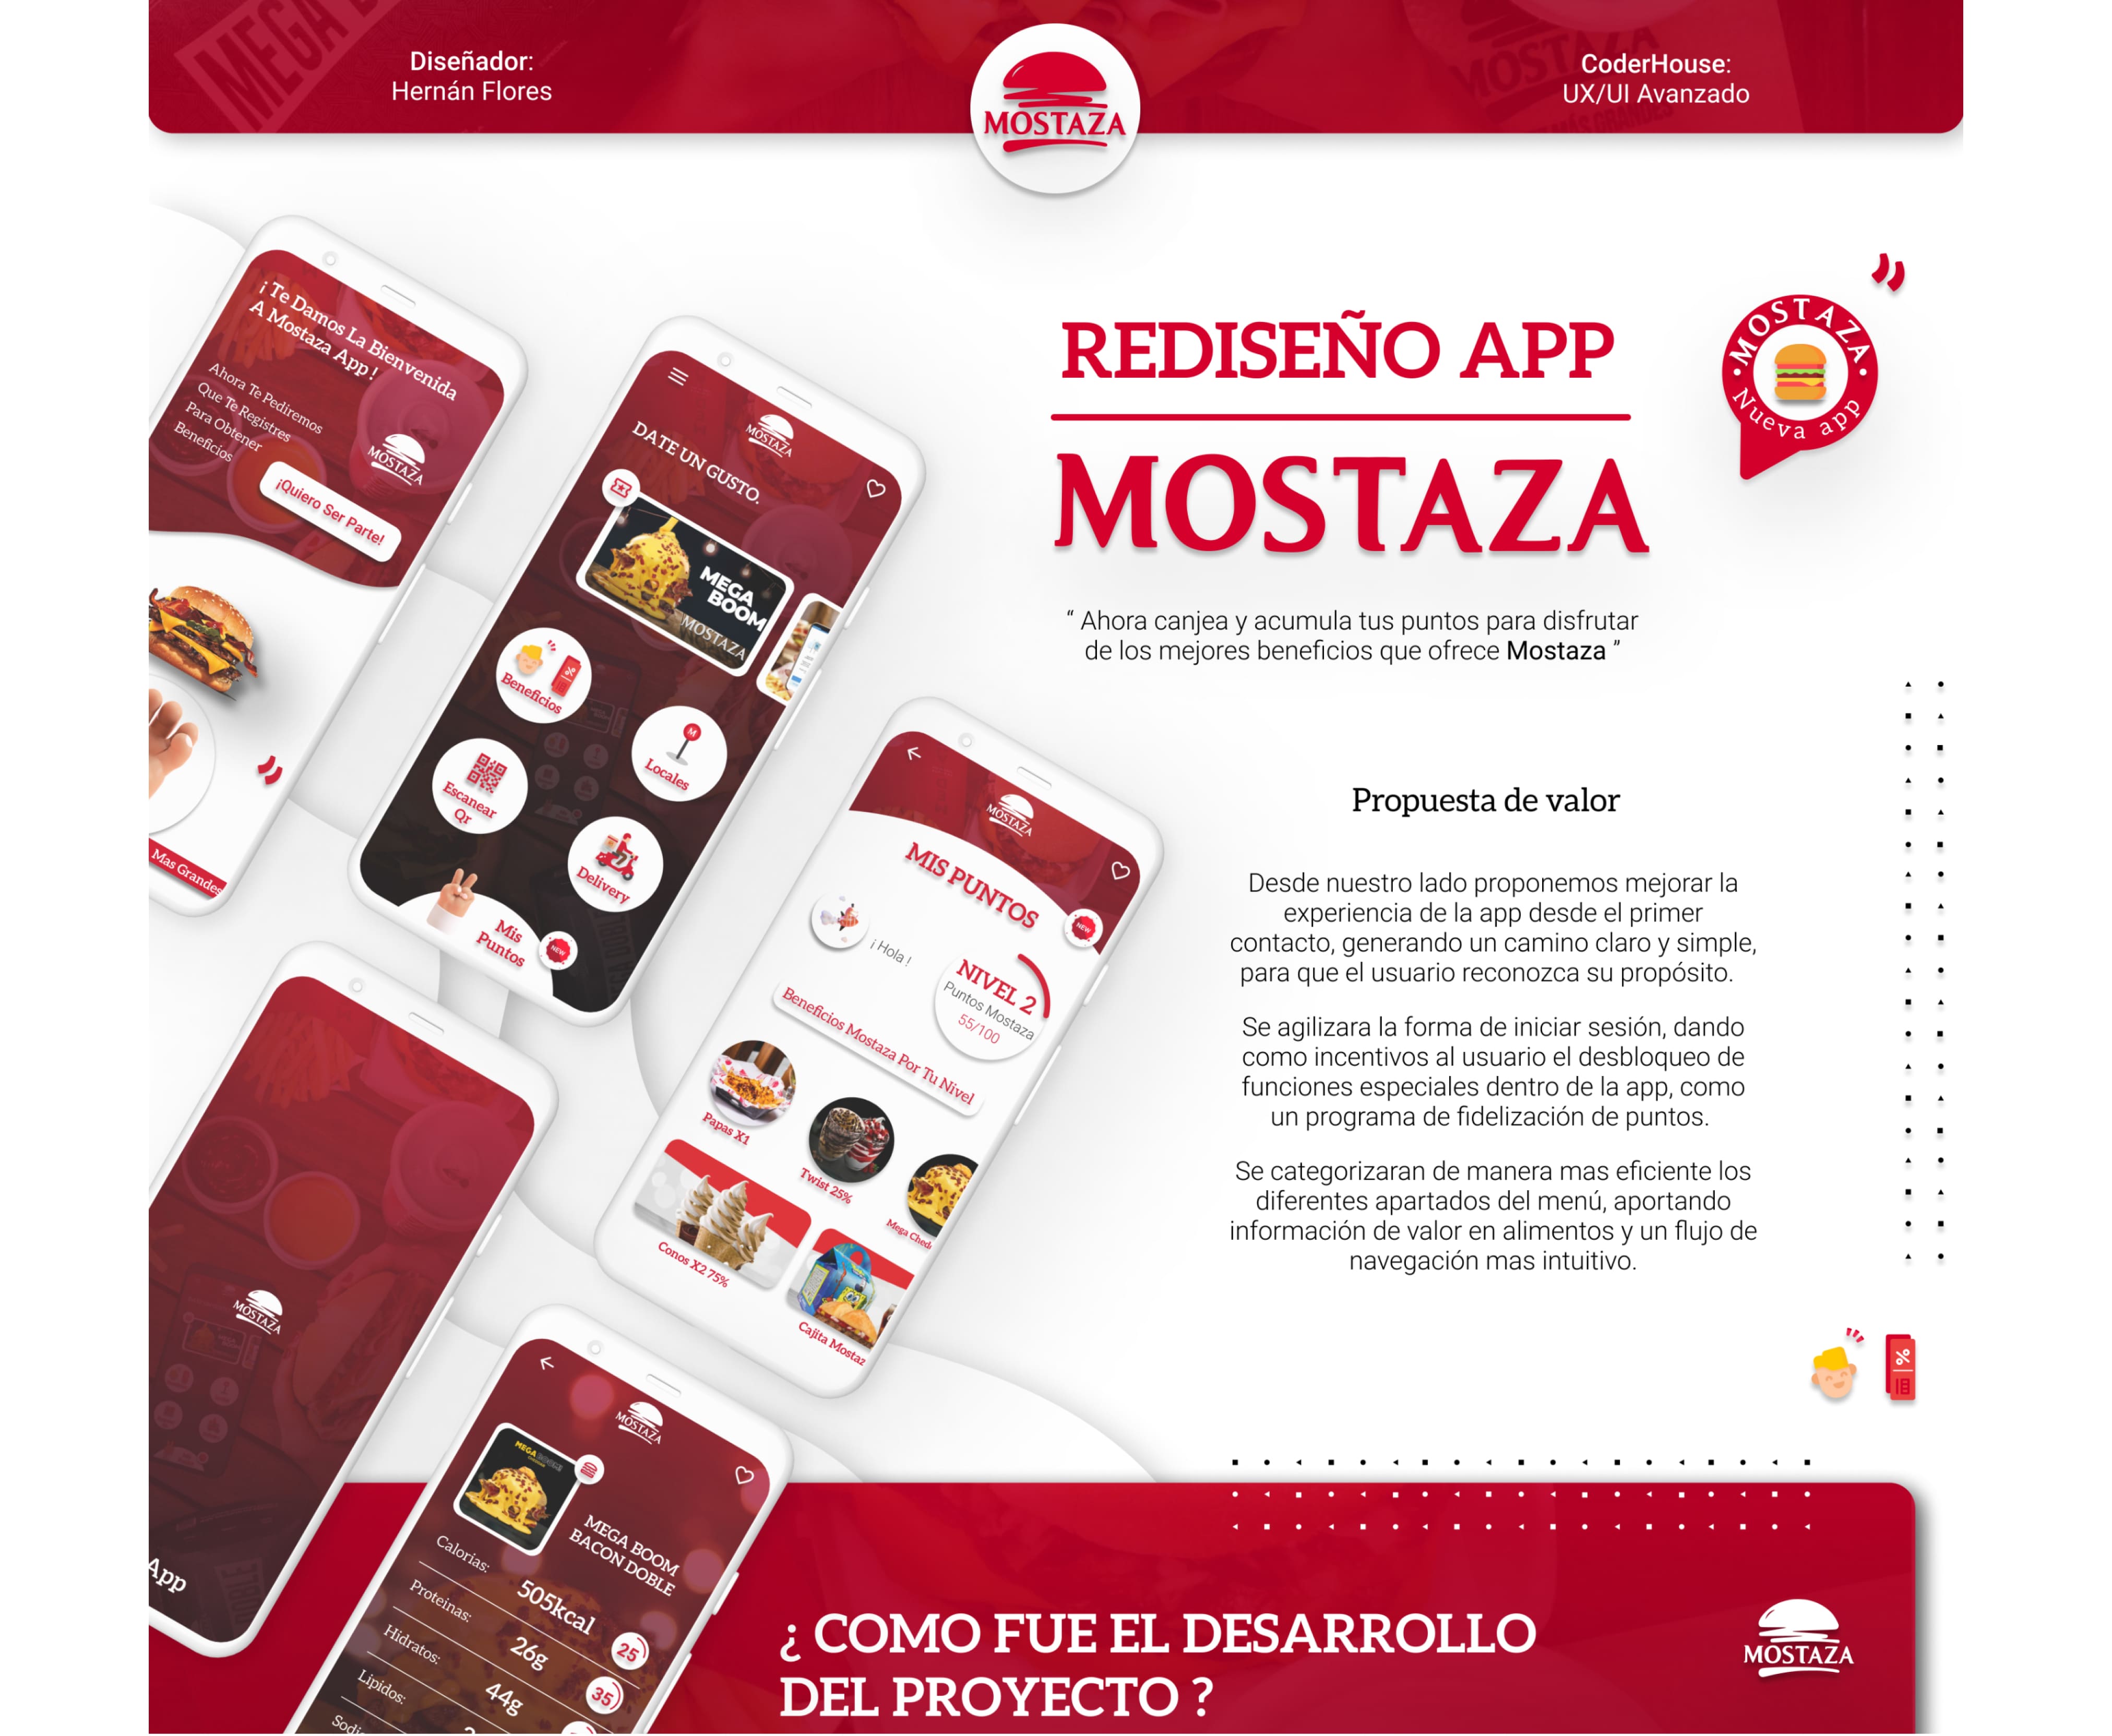 Diseñador:
Hernán Flores
MOSTAZA
CoderHouse:
UX/UI Avanzado
MEGA
¡ Te Damos La Bienvenida
A Mostaza App !
Ahora Te Pediremos
Que Te Registres
Para Obtener
Beneficios
MOSTAZA
¡Quiero Ser Parte!
Mas Grandes
MOSTAZA
DATE UN GUSTO.
MEGA
BOOM
MOSTAZA
Beneficios
Locales
Escanear
Qr
Delivery
Mis
Puntos
NEW
REDISEÑO APP
MOSTAZA
MOSTAZA
Nueva app
“ Ahora canjea y acumula tus puntos para disfrutar
de los mejores beneficios que ofrece Mostaza ”
MOSTAZA
MIS PUNTOS
NEW
¡ Hola !
NIVEL 2
Puntos Mostaza
55/100
Beneficios Mostaza Por Tu Nivel
Papas X1
Twist 25%
Mega Ched
Conos X2 75%
Cajita Mostaz
Propuesta de valor
Desde nuestro lado proponemos mejorar la
experiencia de la app desde el primer
contacto, generando un camino claro y simple,
para que el usuario reconozca su propósito.
Se agilizara la forma de iniciar sesión, dando
como incentivos al usuario el desbloqueo de
funciones especiales dentro de la app, como
un programa de fidelización de puntos.
Se categorizaran de manera mas eficiente los
diferentes apartados del menú, aportando
información de valor en alimentos y un flujo de
navegación mas intuitivo.
MOSTAZA
App
MOSTAZA
MEGA BOOM
BACON DOBLE
Calorias:
505kcal
25
Proteinas:
26g
35
Hidratos:
44g
Lipidos:
¿ COMO FUE EL DESARROLLO
DEL PROYECTO ?
MOSTAZA